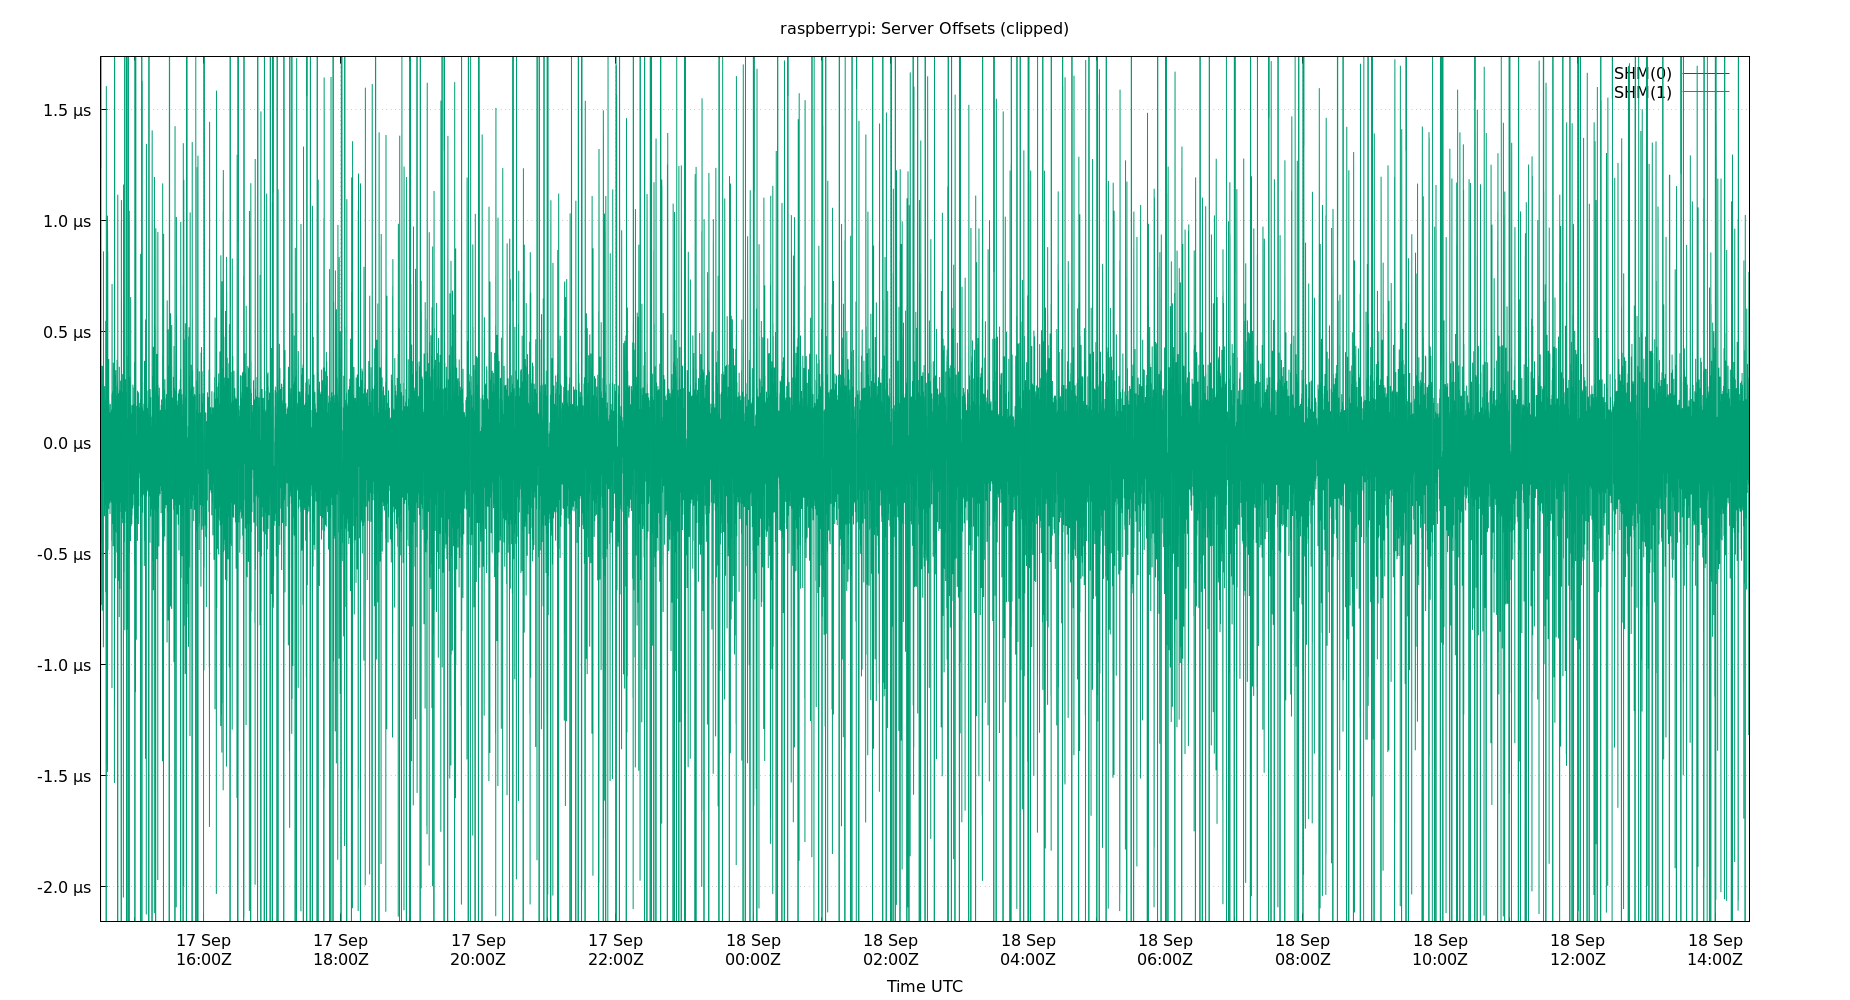 raspberrypi: Server Offsets (clipped)
SHM(0)
SHM(1)
1.5 µs
1.0 µs
0.5 µs
0.0 µs
-0.5 µs
-1.0 µs
-1.5 µs
-2.0 µs
17 Sep 17 Sep 17 Sep 17 Sep 18 Sep 18 Sep 18 Sep 18 Sep 18 Sep 18 Sep 18 Sep 18 Sep
16:00Z 18:00Z 20:00Z 22:00Z 00:00Z 02:00Z 04:00Z 06:00Z 08:00Z 10:00Z 12:00Z 14:00Z
Time UTC